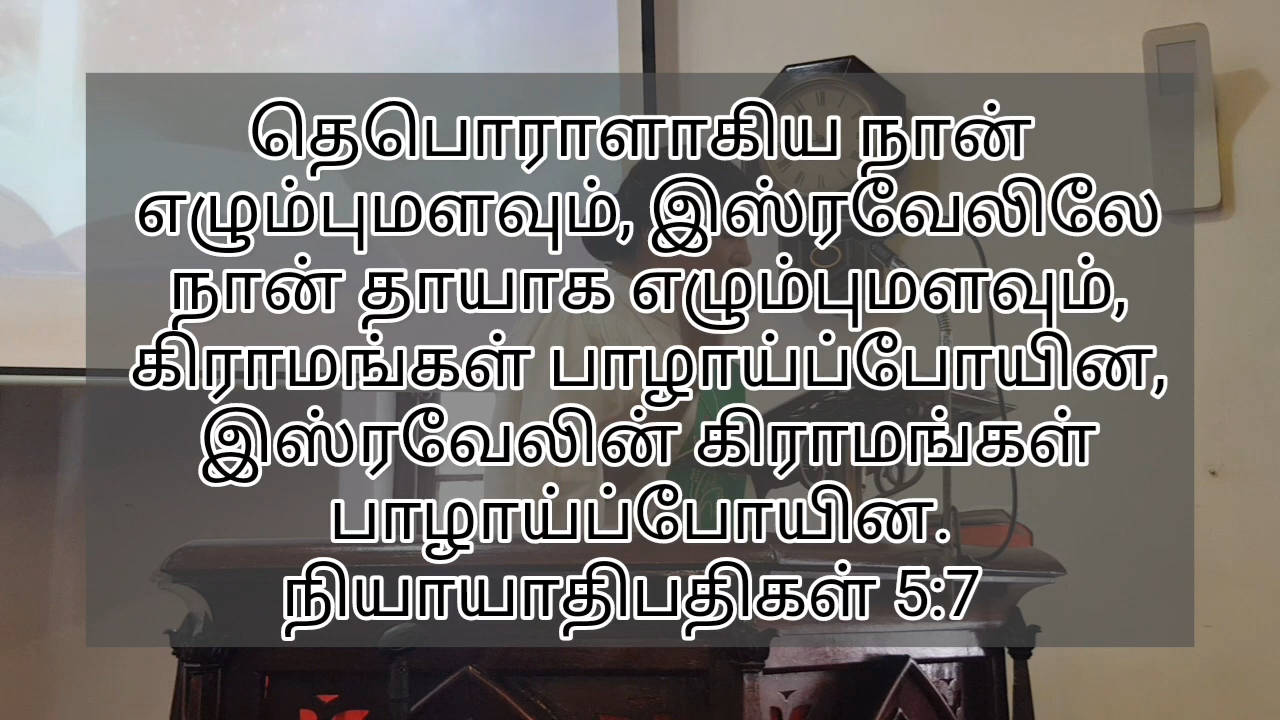 தெபொராளாகிய நான்
எழும்புமளவும், இஸ்ரவேலிலே
நான் தாயாக எழும்புமளவும்,
கிராமங்கள் பாழாய்ப்போயின,
இஸ்ரவேலின் கிராமங்கள்
பாழாய்ப்போயின.
நியாயாதிபதிகள் 5:7